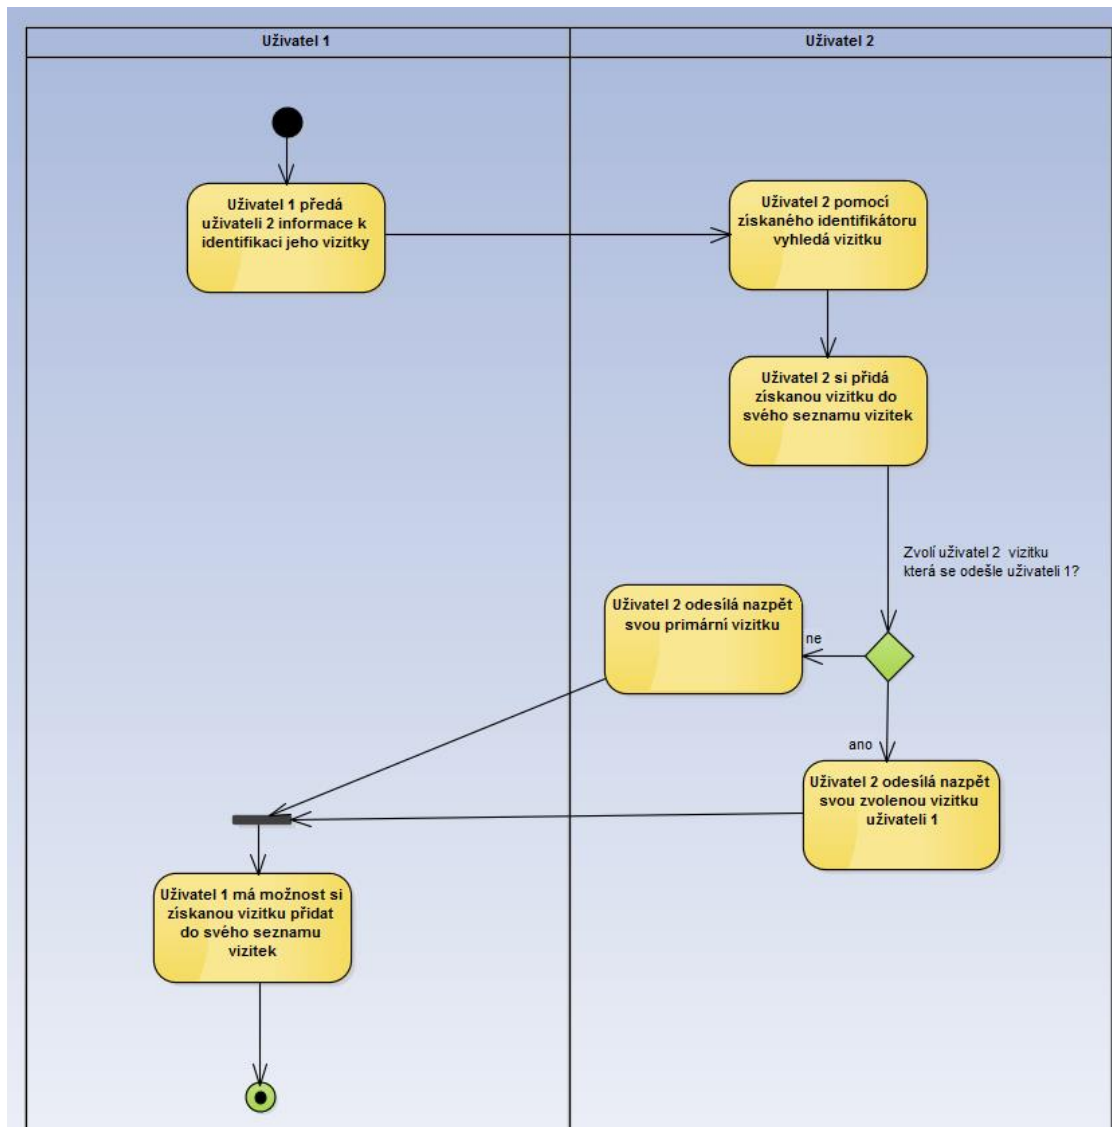 Uživatel 1
Uživatel 2
Uživatel 1 předá
uživateli 2 informace k
identifikaci jeho vizitky
Uživatel 2 pomocí
získaného identifikátoru
vyhledá vizitku
Uživatel 2 si přidá
získanou vizitku do
svého seznamu vizitek
Zvolí uživatel 2 vizitku
která se odešle uživateli 1?
Uživatel 2 odesílá nazpět
svou primární vizitku
ne
ano
Uživatel 2 odesílá nazpět
svou zvolenou vizitku
uživateli 1
Uživatel 1 má možnost si
získanou vizitku přidat
do svého seznamu
vizitek